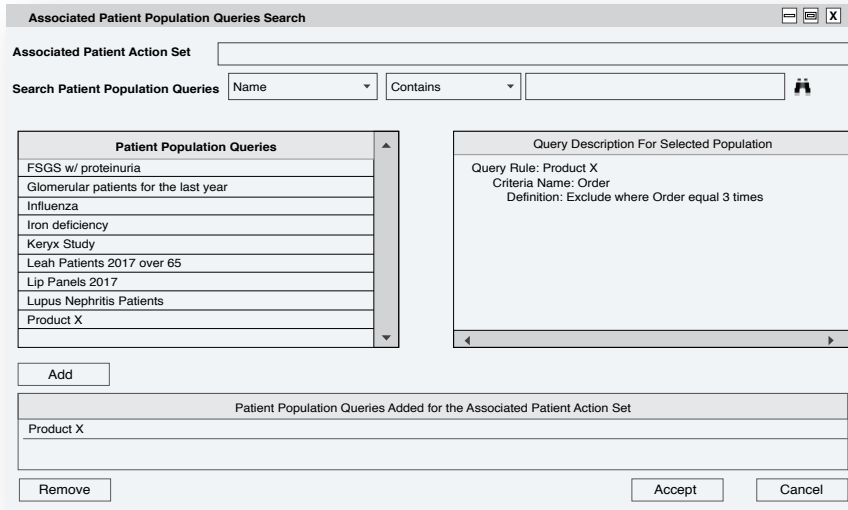 Associated Patient Population Queries Search
X
Associated Patient Action Set
Search Patient Population Queries Name Contains
Patient Population Queries
FSGS w/ proteinuria
Glomerular patients for the last year
Influenza
Iron deficiency
Keryx Study
Leah Patients 2017 over 65
Lip Panels 2017
Lupus Nephritis Patients
Product X
Query Description For Selected Population
Query Rule: Product X
Criteria Name: Order
Definition: Exclude where Order equal 3 times
Add
Patient Population Queries Added for the Associated Patient Action Set
Product X
Remove Accept Cancel